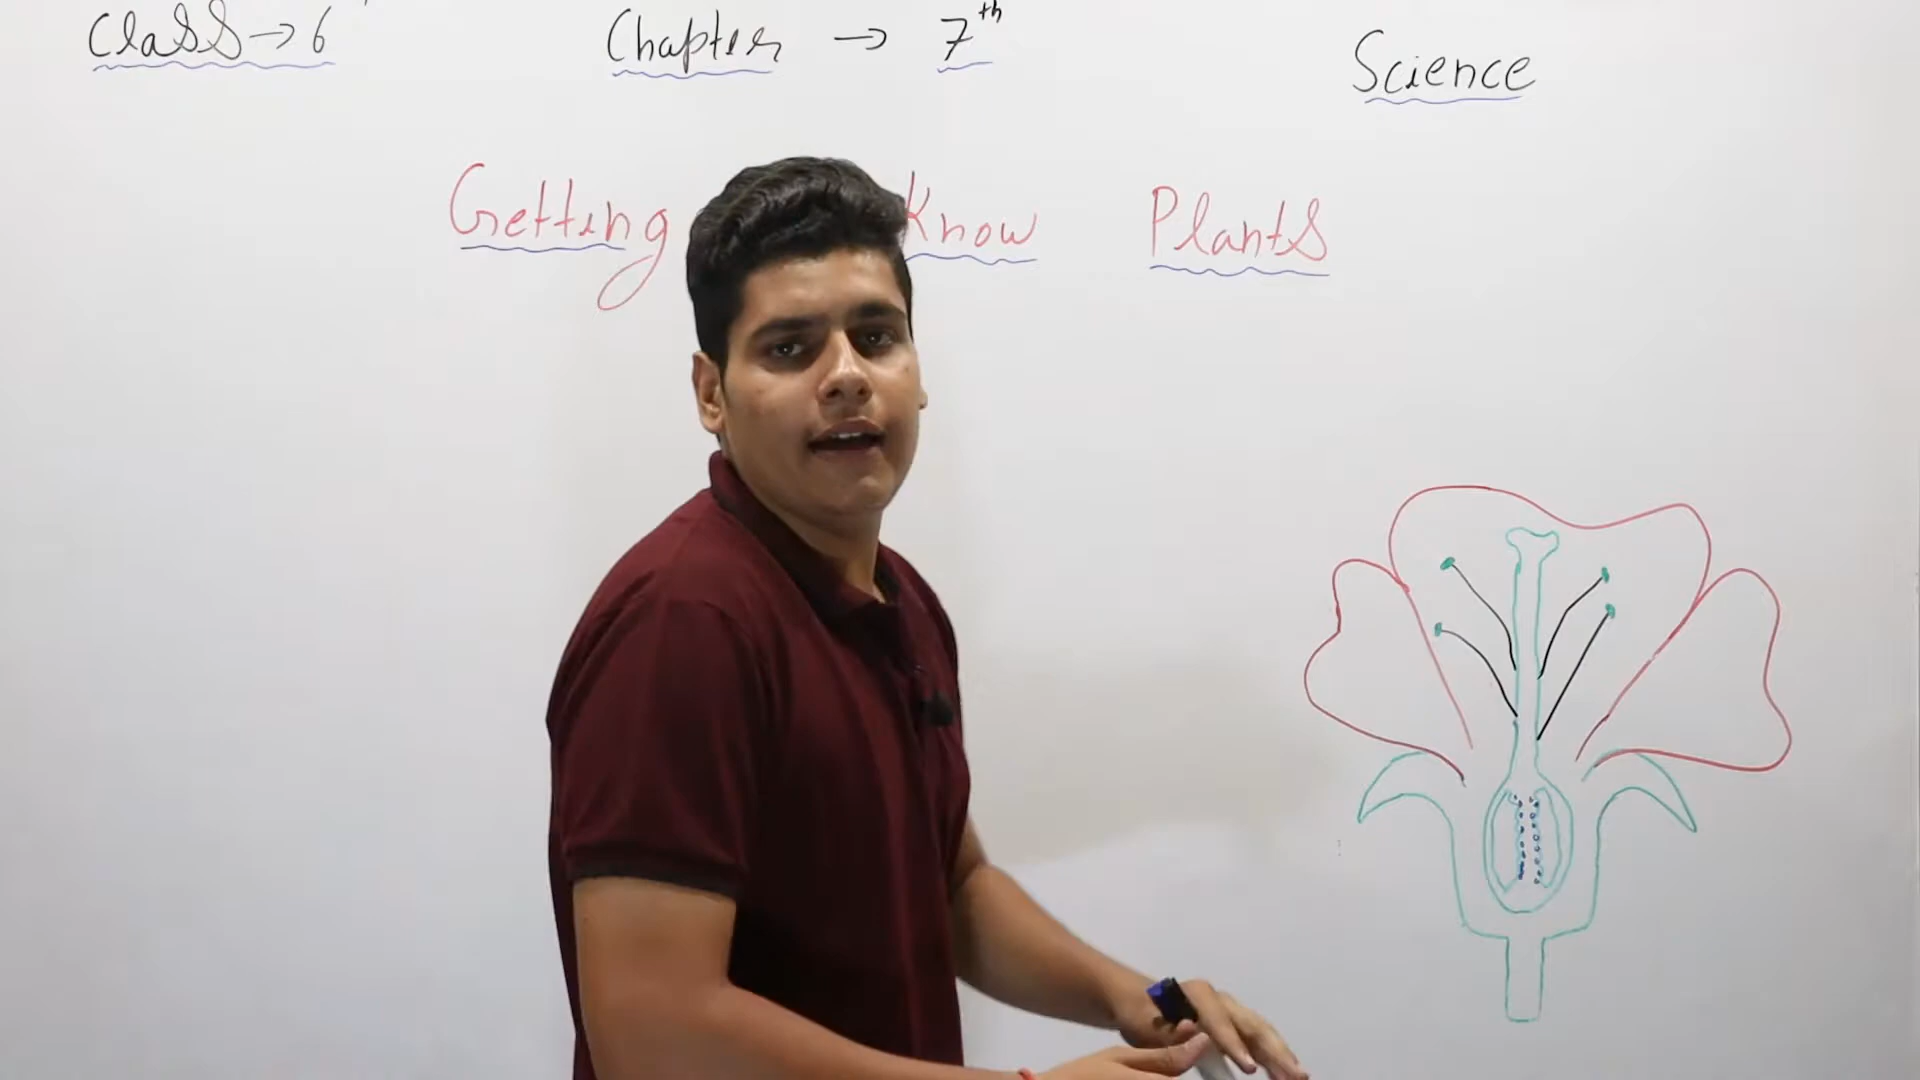 Class → 6
Chapter → 7th
Science
Getting Know Plants